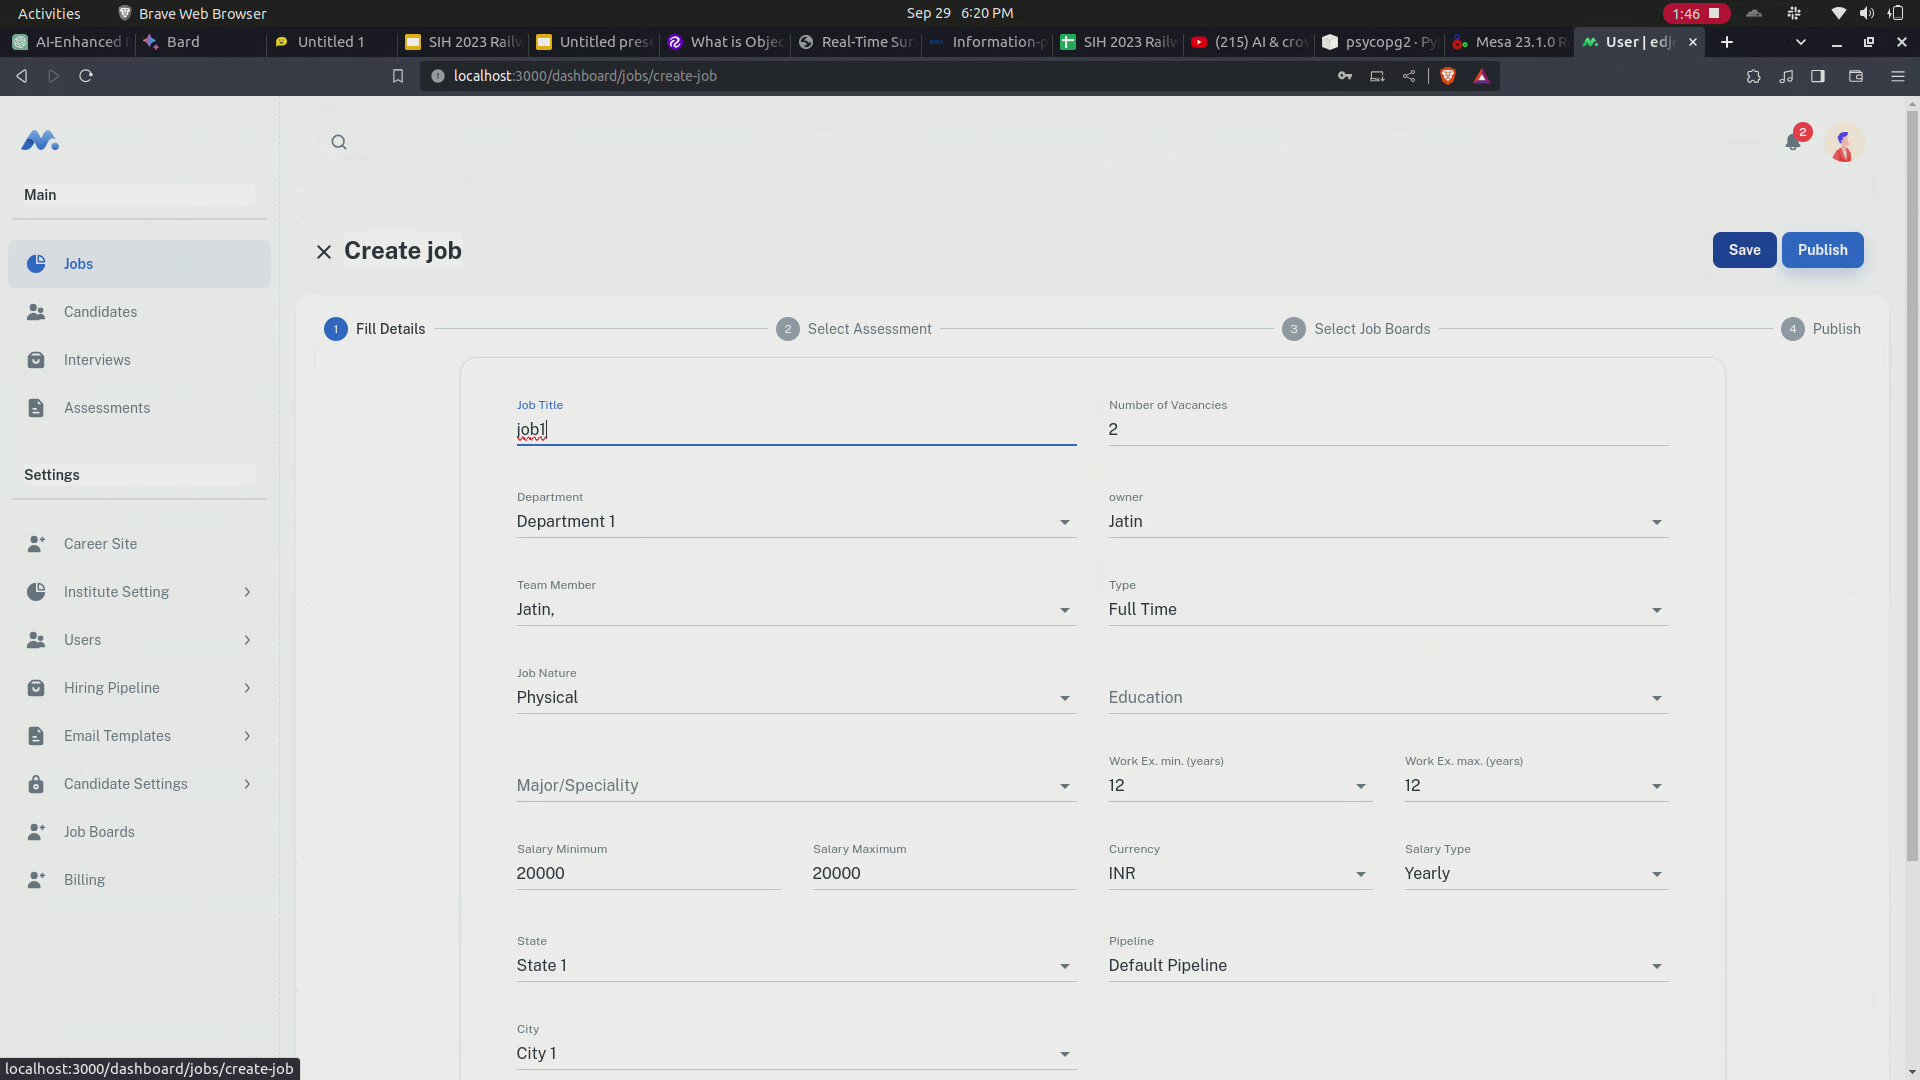 Activities
Brave Web Browser
Sep 29 6:20 PM
1:46
AI-Enhanced
Bard
Untitled 1
SIH 2023 Railw
Untitled prese
What is Objec
Real-Time Sur
Information-p
SIH 2023 Railw
(215) AI & crow
psycopg2 · Py
Mesa 23.1.0 R
User | edj
localhost:3000/dashboard/jobs/create-job
2
Main
Create job
Save
Publish
Jobs
Candidates
Interviews
Assessments
Settings
Career Site
Institute Setting
Users
Hiring Pipeline
Email Templates
Candidate Settings
Job Boards
Billing
1 Fill Details
2 Select Assessment
3 Select Job Boards
4 Publish
Job Title
job1
Number of Vacancies
2
Department
Department 1
owner
Jatin
Team Member
Jatin,
Type
Full Time
Job Nature
Physical
Education
Major/Speciality
Work Ex. min. (years)
12
Work Ex. max. (years)
12
Salary Minimum
20000
Salary Maximum
20000
Currency
INR
Salary Type
Yearly
State
State 1
Pipeline
Default Pipeline
City
City 1
localhost:3000/dashboard/jobs/create-job